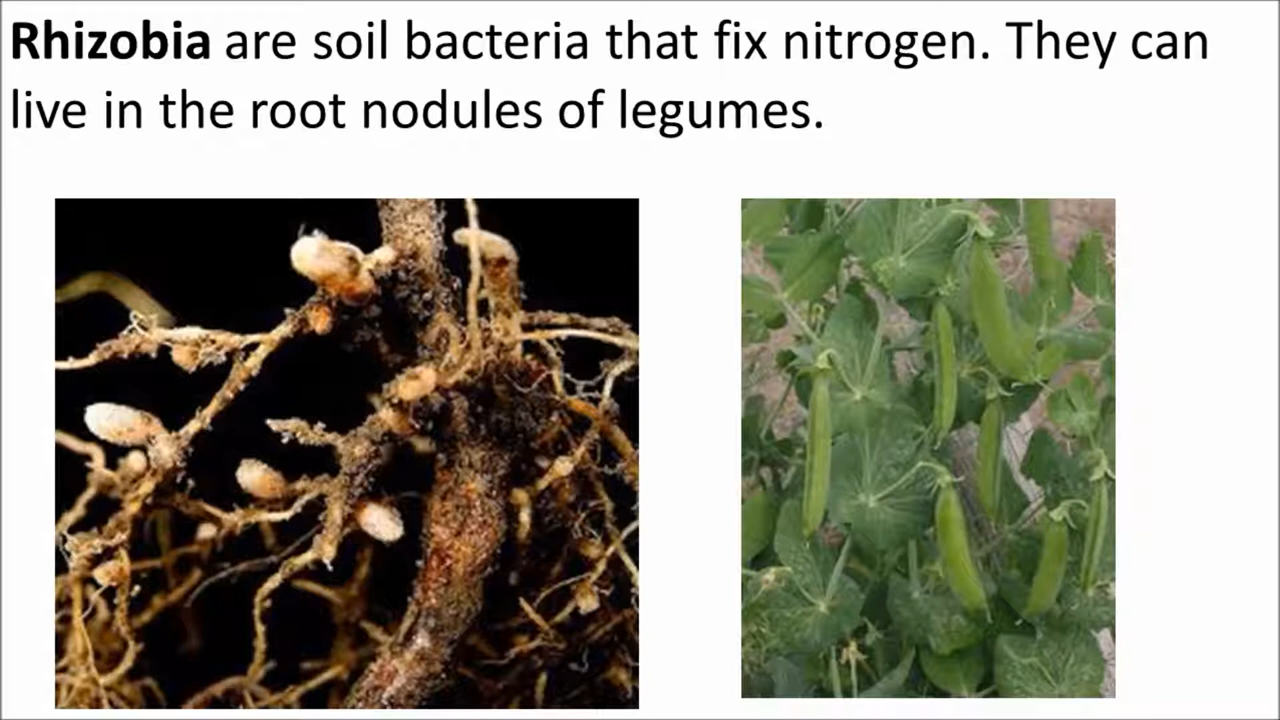 Rhizobia are soil bacteria that fix nitrogen. They can
live in the root nodules of legumes.